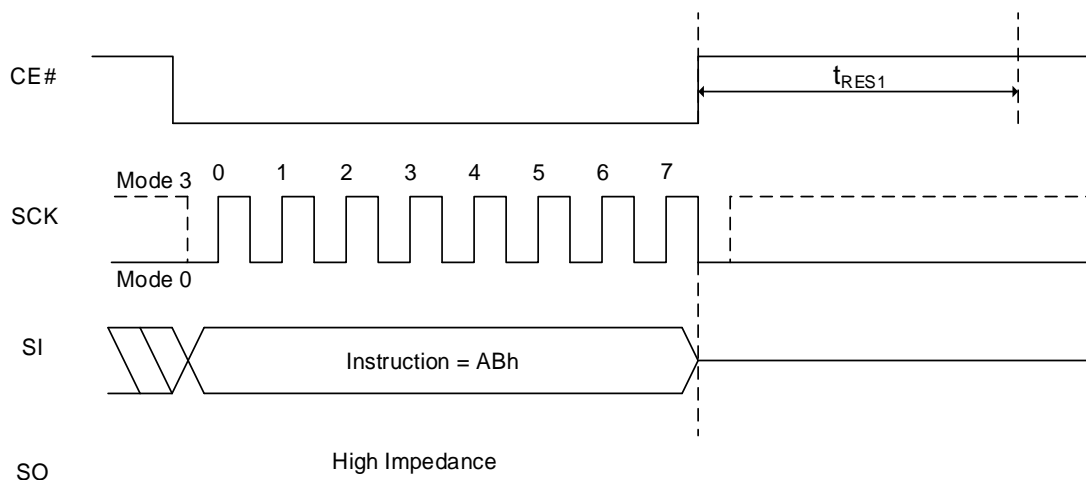 CE#
tRES1
0 1 2 3 4 5 6 7
Mode 3
SCK
Mode 0
SI
Instruction = ABh
High Impedance
SO